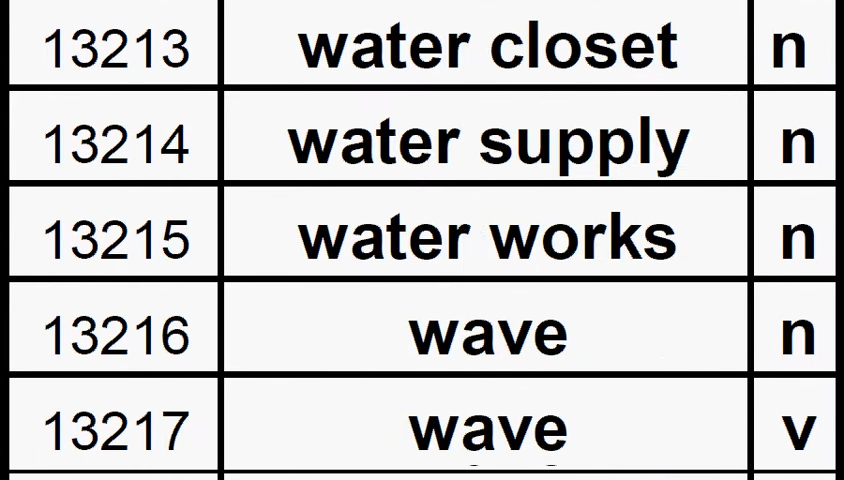 13213 water closet n
13214 water supply n
13215 water works n
13216 wave n
13217 wave v